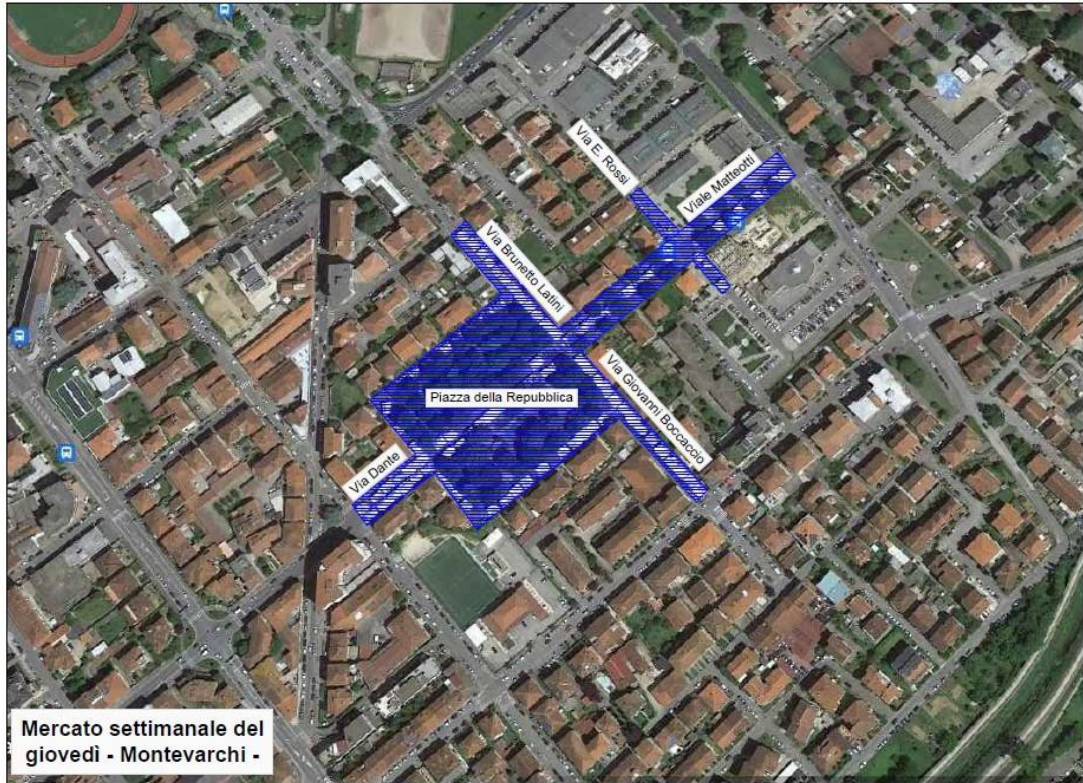 Via E. Rossi
Viale Matteotti
Via Brunetto Latini
Piazza della Repubblica
Via Giovanni Boccaccio
Via Dante
Mercato settimanale del
giovedì - Montevarchi -